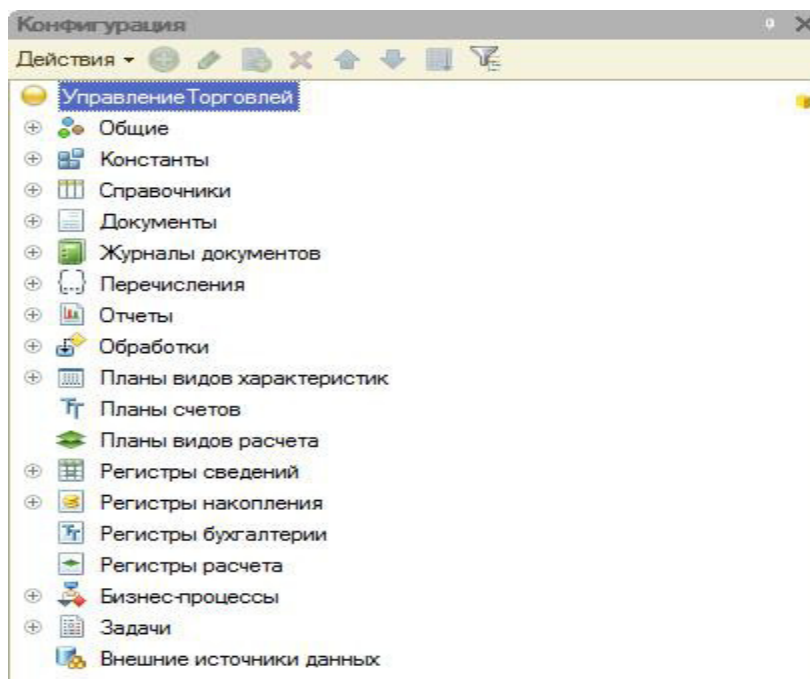 Конфигурация
Действия
УправлениеТорговлей
Общие
Константы
Справочники
Документы
Журналы документов
Перечисления
Отчеты
Обработки
Планы видов характеристик
Планы счетов
Планы видов расчета
Регистры сведений
Регистры накопления
Регистры бухгалтерии
Регистры расчета
Бизнес-процессы
Задачи
Внешние источники данных